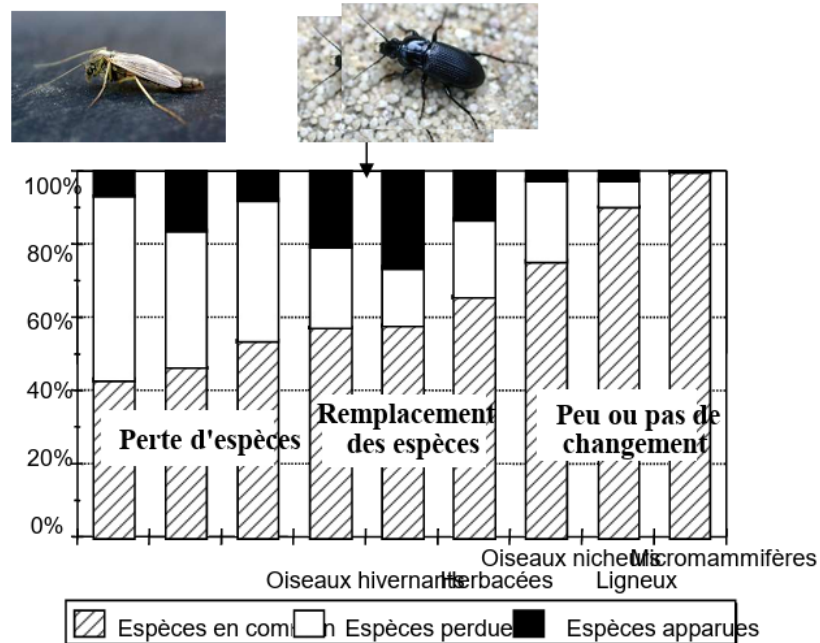 100%
80%
60%
40%
20%
0%
Perte d'espèces
Remplacement
des espèces
Peu ou pas de
changement
Oiseaux nicheurs
Micromammifères
Oiseaux hivernants
Herbacées
Ligneux
Espèces en commun
Espèces perdues
Espèces apparues